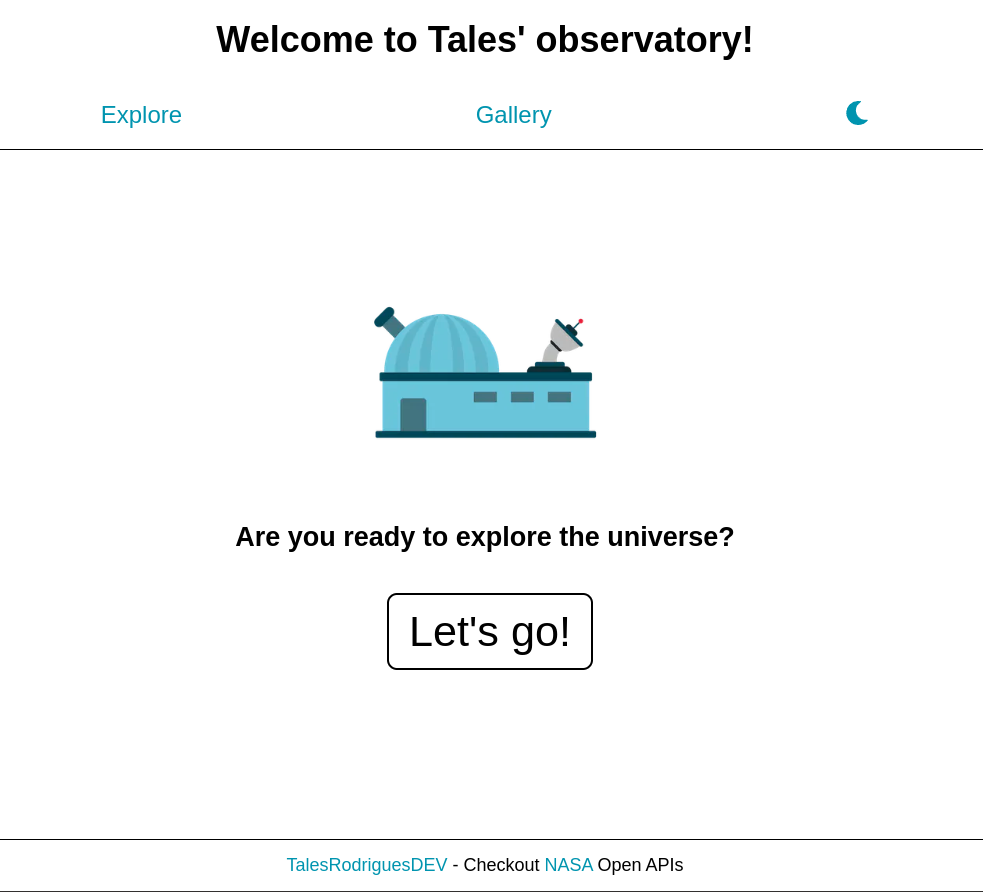 Welcome to Tales' observatory!
Explore Gallery
Are you ready to explore the universe?
Let's go!
TalesRodriguesDEV - Checkout NASA Open APIs